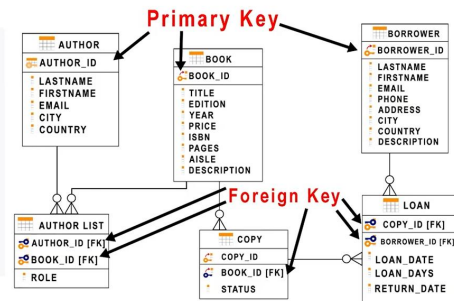 Primary Key
AUTHOR
AUTHOR_ID
LASTNAME
FIRSTNAME
EMAIL
CITY
COUNTRY
BOOK
BOOK_ID
TITLE
EDITION
YEAR
PRICE
ISBN
PAGES
AISLE
DESCRIPTION
BORROWER
BORROWER_ID
LASTNAME
FIRSTNAME
EMAIL
PHONE
ADDRESS
CITY
COUNTRY
DESCRIPTION
Foreign Key
AUTHOR LIST
AUTHOR_ID [FK]
BOOK_ID [FK]
ROLE
COPY
COPY_ID
BOOK_ID [FK]
STATUS
LOAN
COPY_ID [FK]
BORROWER_ID [FK]
LOAN_DATE
LOAN_DAYS
RETURN_DATE